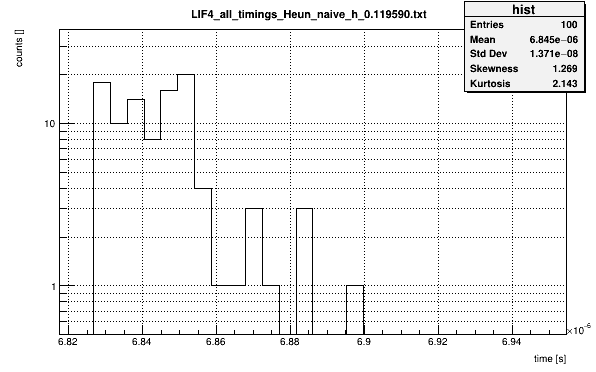 LIF4_all_timings_Heun_naive_h_0.119590.txt
hist
Entries 100
Mean 6.845e−06
Std Dev 1.371e−08
Skewness 1.269
Kurtosis 2.143
counts []
10
1
6.82 6.84 6.86 6.88 6.9 6.92 6.94
×10⁻⁶
time [s]